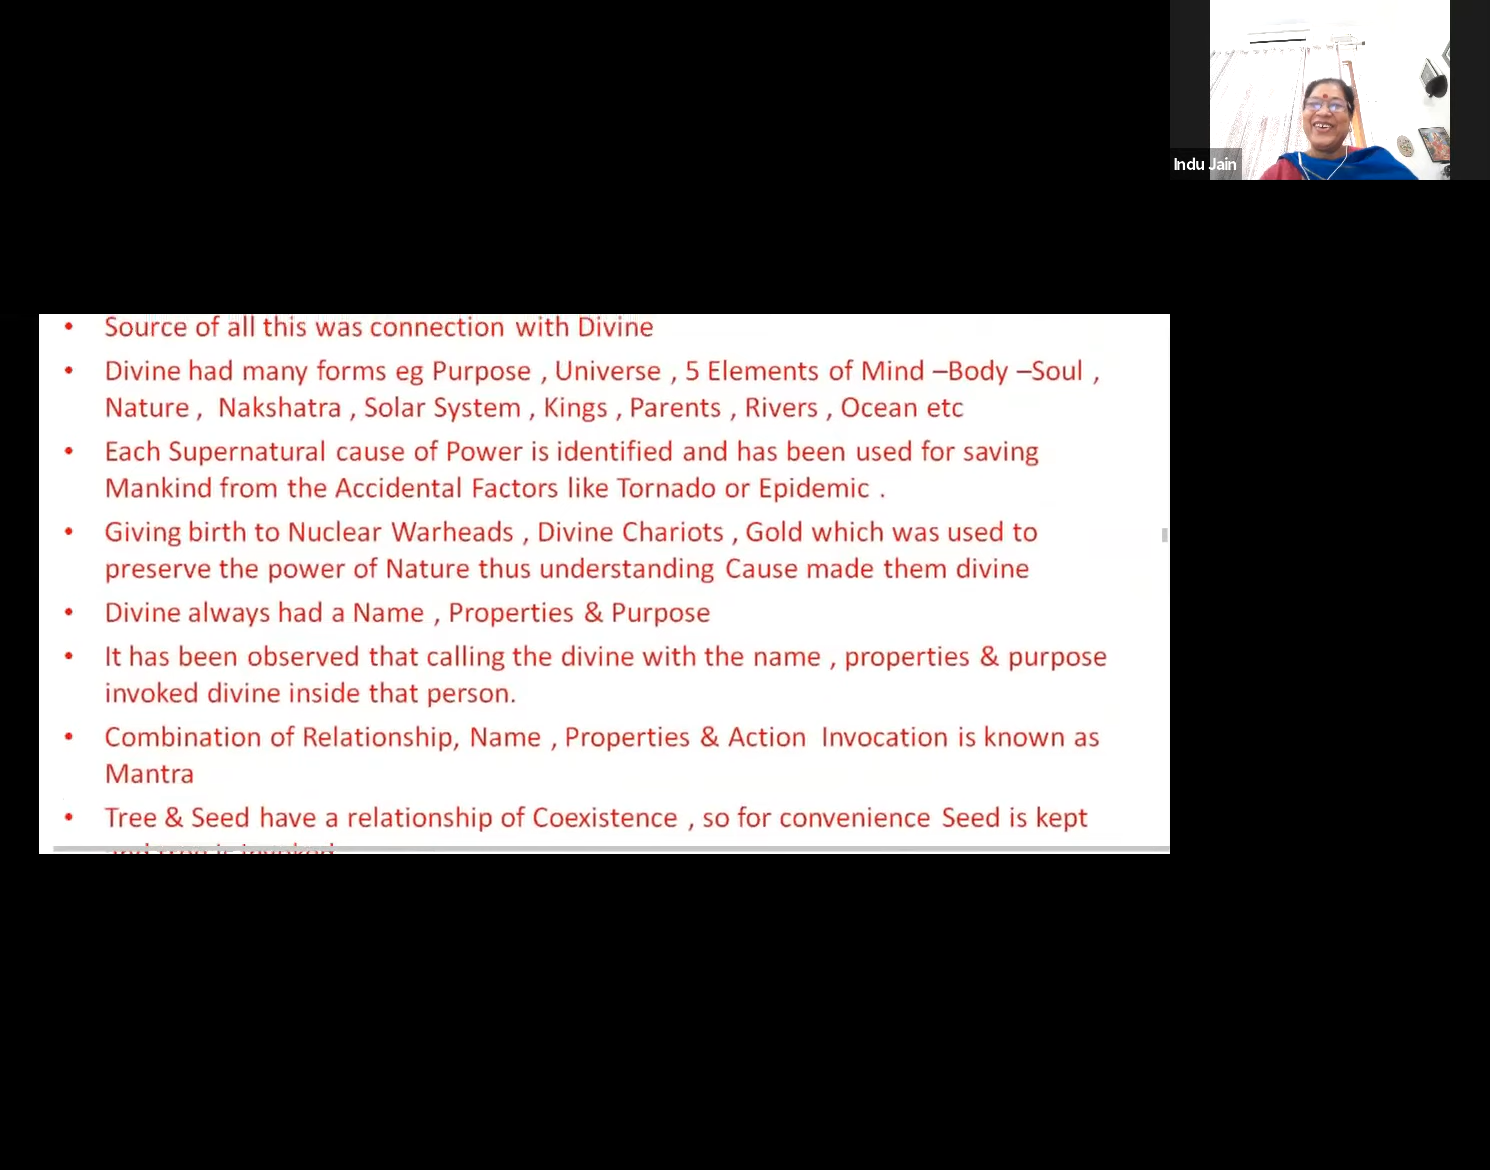 Indu Jain
• Source of all this was connection with Divine
• Divine had many forms eg Purpose , Universe , 5 Elements of Mind –Body –Soul ,
Nature , Nakshatra , Solar System , Kings , Parents , Rivers , Ocean etc
• Each Supernatural cause of Power is identified and has been used for saving
Mankind from the Accidental Factors like Tornado or Epidemic .
• Giving birth to Nuclear Warheads , Divine Chariots , Gold which was used to
preserve the power of Nature thus understanding Cause made them divine
• Divine always had a Name , Properties & Purpose
• It has been observed that calling the divine with the name , properties & purpose
invoked divine inside that person.
• Combination of Relationship, Name , Properties & Action Invocation is known as
Mantra
• Tree & Seed have a relationship of Coexistence , so for convenience Seed is kept